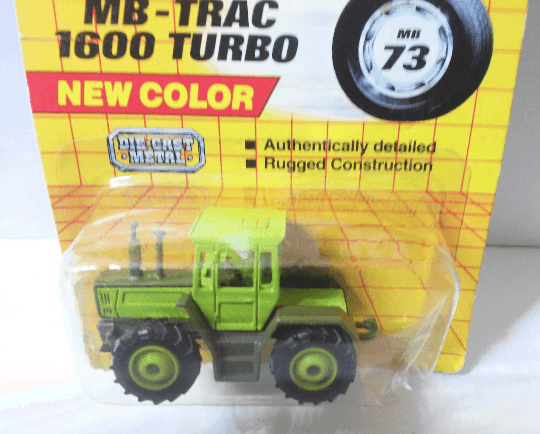 MB-TRAC
1600 TURBO
MB
73
NEW COLOR
DIE CAST
METAL
■ Authentically detailed
■ Rugged Construction